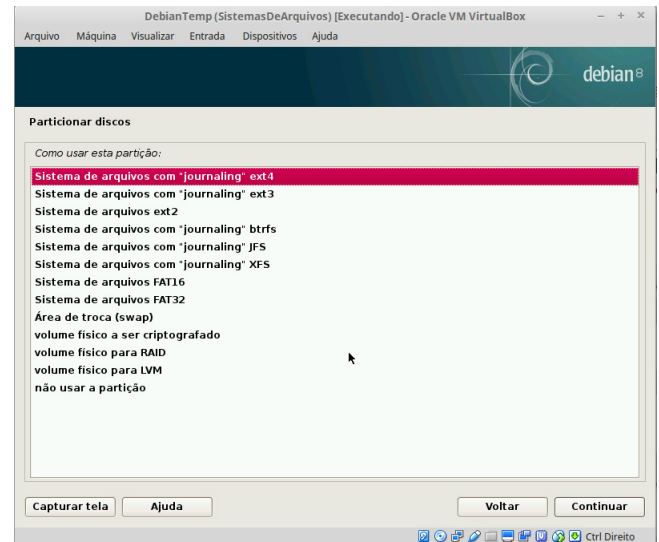 DebianTemp (SistemasDeArquivos) [Executando] - Oracle VM VirtualBox
Arquivo Máquina Visualizar Entrada Dispositivos Ajuda
debian 8
Particionar discos
Como usar esta partição:
Sistema de arquivos com "journaling" ext4
Sistema de arquivos com "journaling" ext3
Sistema de arquivos ext2
Sistema de arquivos com "journaling" btrfs
Sistema de arquivos com "journaling" JFS
Sistema de arquivos com "journaling" XFS
Sistema de arquivos FAT16
Sistema de arquivos FAT32
Área de troca (swap)
volume físico a ser criptografado
volume físico para RAID
volume físico para LVM
não usar a partição
Capturar tela Ajuda Voltar Continuar
Ctrl Direito